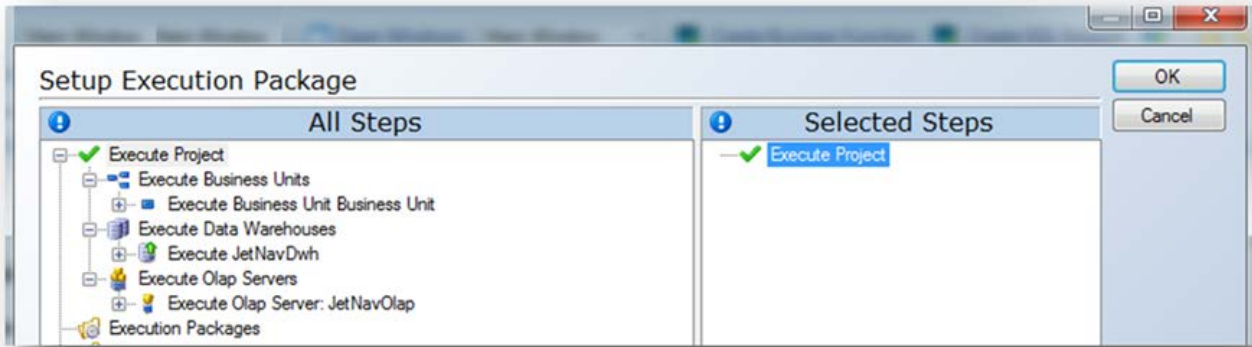 Setup Execution Package
OK
Cancel
All Steps
Execute Project
Execute Business Units
Execute Business Unit Business Unit
Execute Data Warehouses
Execute JetNavDwh
Execute Olap Servers
Execute Olap Server: JetNavOlap
Execution Packages
Selected Steps
Execute Project